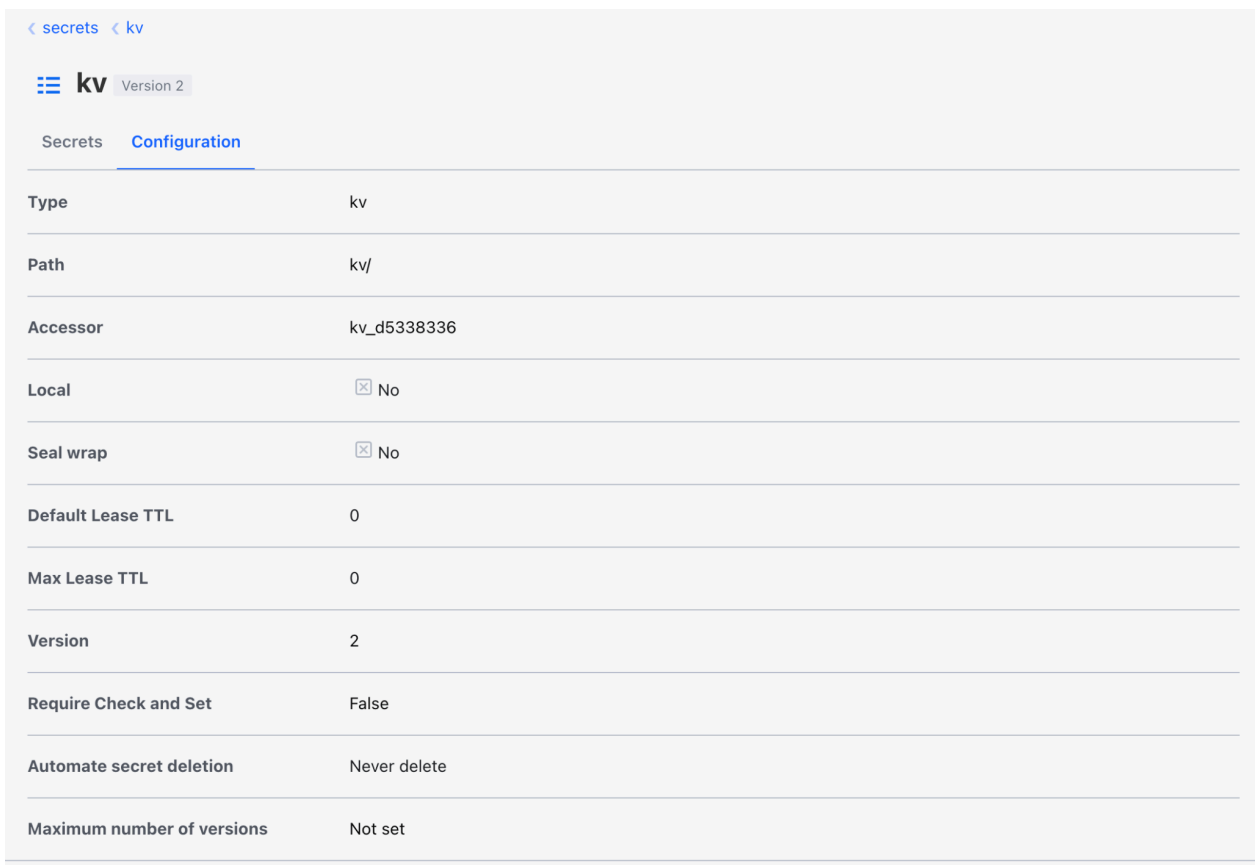 secrets kv
kv Version 2
Secrets Configuration
Type kv
Path kv/
Accessor kv_d5338336
Local No
Seal wrap No
Default Lease TTL 0
Max Lease TTL 0
Version 2
Require Check and Set False
Automate secret deletion Never delete
Maximum number of versions Not set